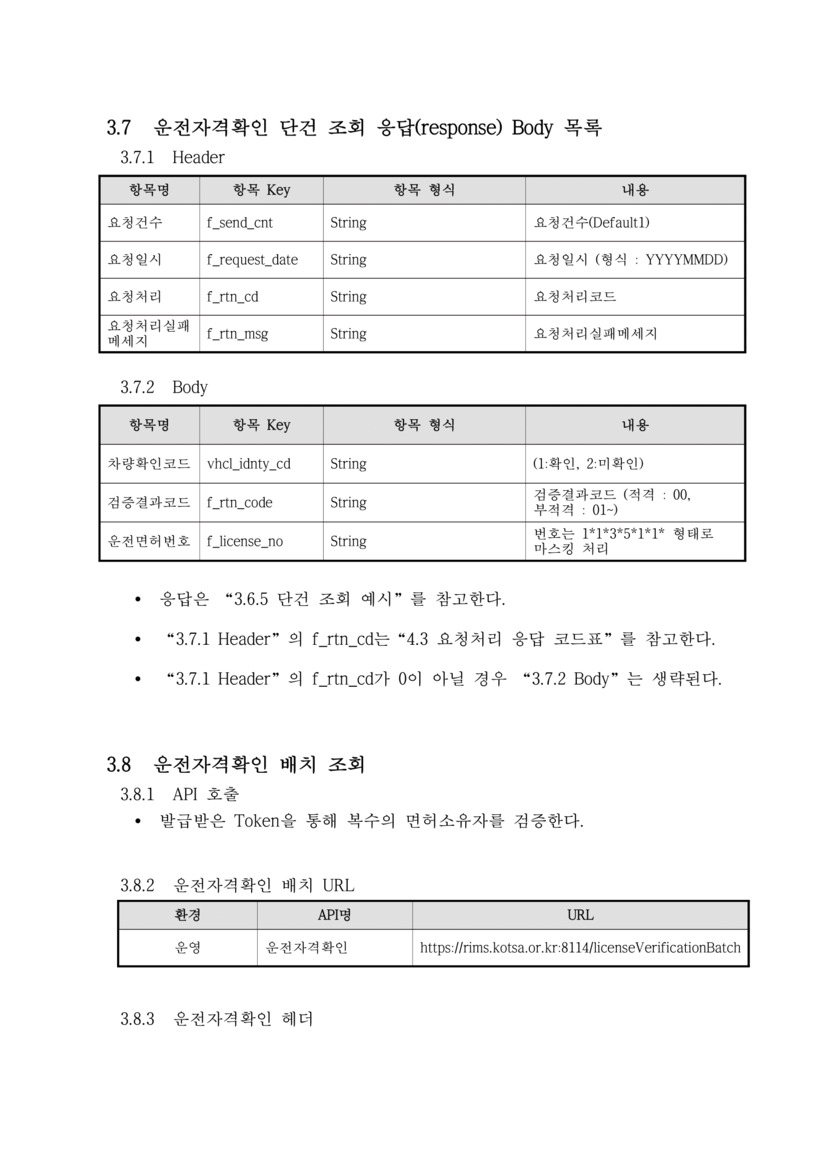 3.7 운전자격확인 단건 조회 응답(response) Body 목록
3.7.1 Header
항목명 항목 Key 항목 형식 내용
요청건수 f_send_cnt String 요청건수(Default1)
요청일시 f_request_date String 요청일시 (형식 : YYYYMMDD)
요청처리 f_rtn_cd String 요청처리코드
요청처리실패
메세지 f_rtn_msg String 요청처리실패메세지
3.7.2 Body
항목명 항목 Key 항목 형식 내용
차량확인코드 vhcl_idnty_cd String (1:확인, 2:미확인)
검증결과코드 f_rtn_code String 검증결과코드 (적격 : 00,
부적격 : 01~)
운전면허번호 f_license_no String 번호는 1*1*3*5*1*1* 형태로
마스킹 처리
• 응답은 “3.6.5 단건 조회 예시”를 참고한다.
• “3.7.1 Header”의 f_rtn_cd는“4.3 요청처리 응답 코드표”를 참고한다.
• “3.7.1 Header”의 f_rtn_cd가 0이 아닐 경우 “3.7.2 Body”는 생략된다.
3.8 운전자격확인 배치 조회
3.8.1 API 호출
• 발급받은 Token을 통해 복수의 면허소유자를 검증한다.
3.8.2 운전자격확인 배치 URL
환경 API명 URL
운영 운전자격확인 https://rims.kotsa.or.kr:8114/licenseVerificationBatch
3.8.3 운전자격확인 헤더